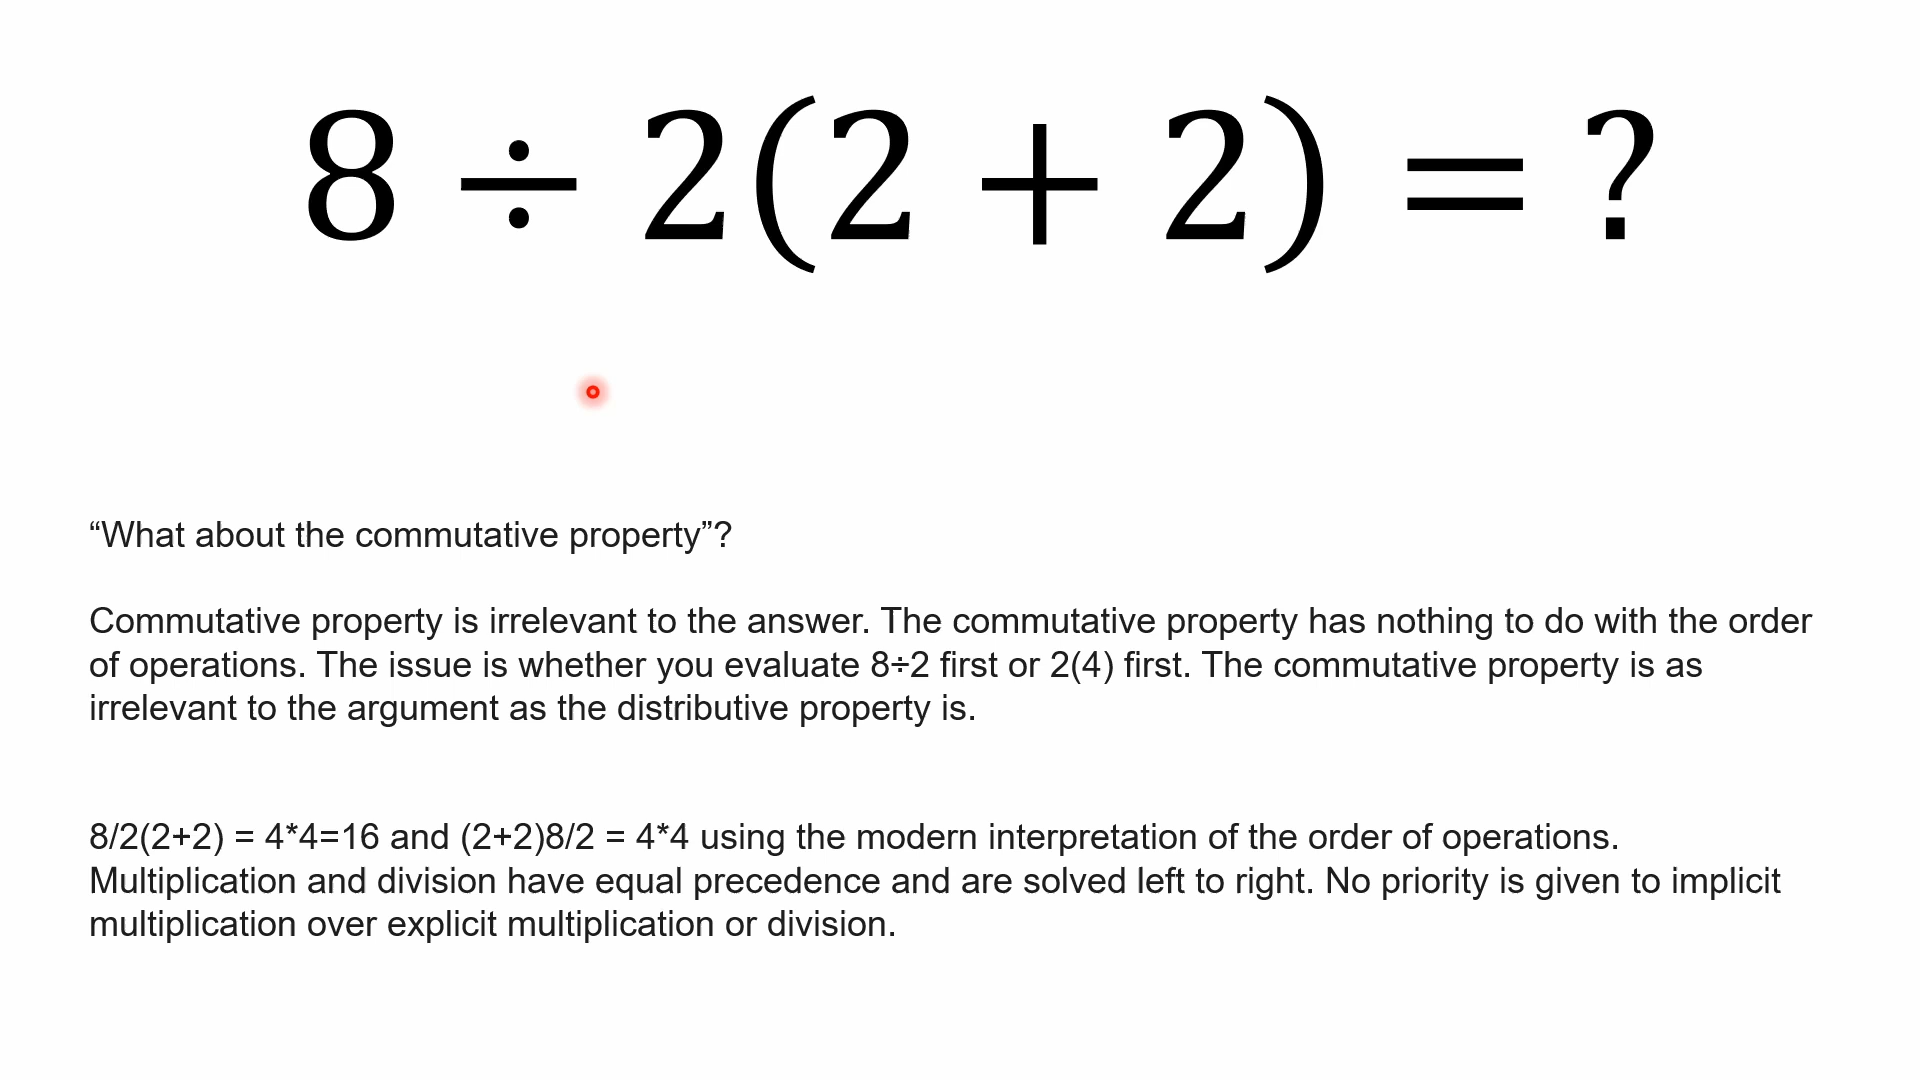 8 ÷ 2(2 + 2) = ?
“What about the commutative property”?
Commutative property is irrelevant to the answer. The commutative property has nothing to do with the order
of operations. The issue is whether you evaluate 8÷2 first or 2(4) first. The commutative property is as
irrelevant to the argument as the distributive property is.
8/2(2+2) = 4*4=16 and (2+2)8/2 = 4*4 using the modern interpretation of the order of operations.
Multiplication and division have equal precedence and are solved left to right. No priority is given to implicit
multiplication over explicit multiplication or division.